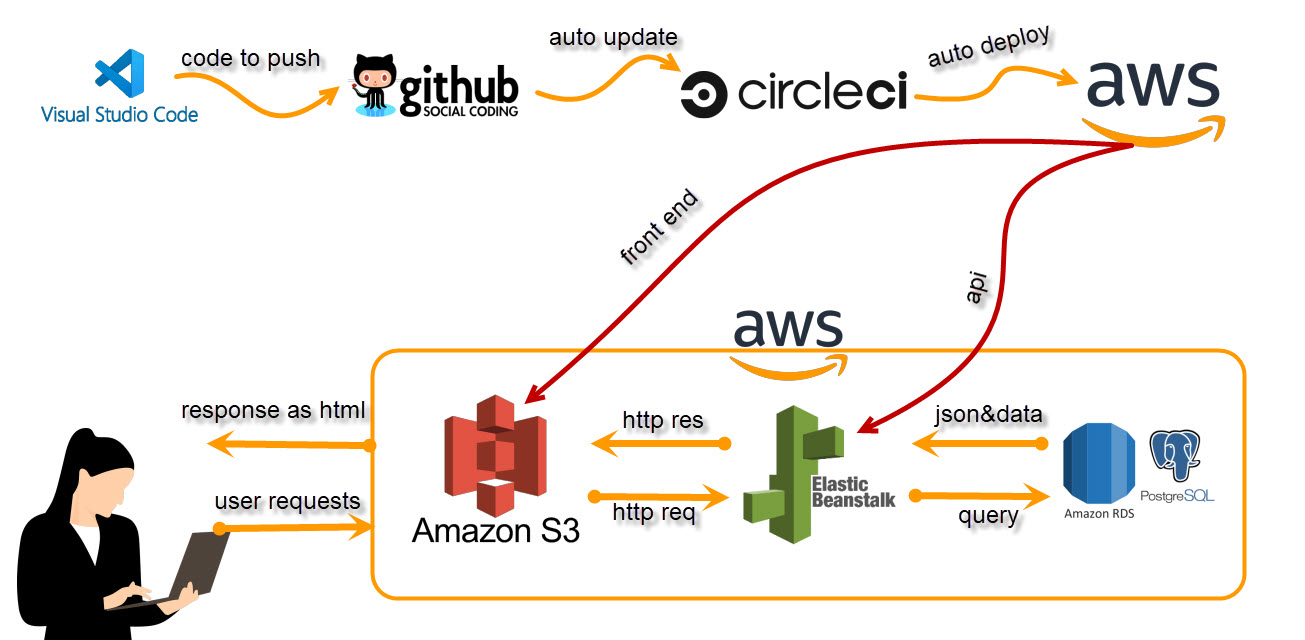 code to push
auto update
auto deploy
Visual Studio Code
github
SOCIAL CODING
circleci
aws
front end
api
aws
response as html
user requests
Amazon S3
http res
http req
Elastic
Beanstalk
json&data
query
Amazon RDS
PostgreSQL